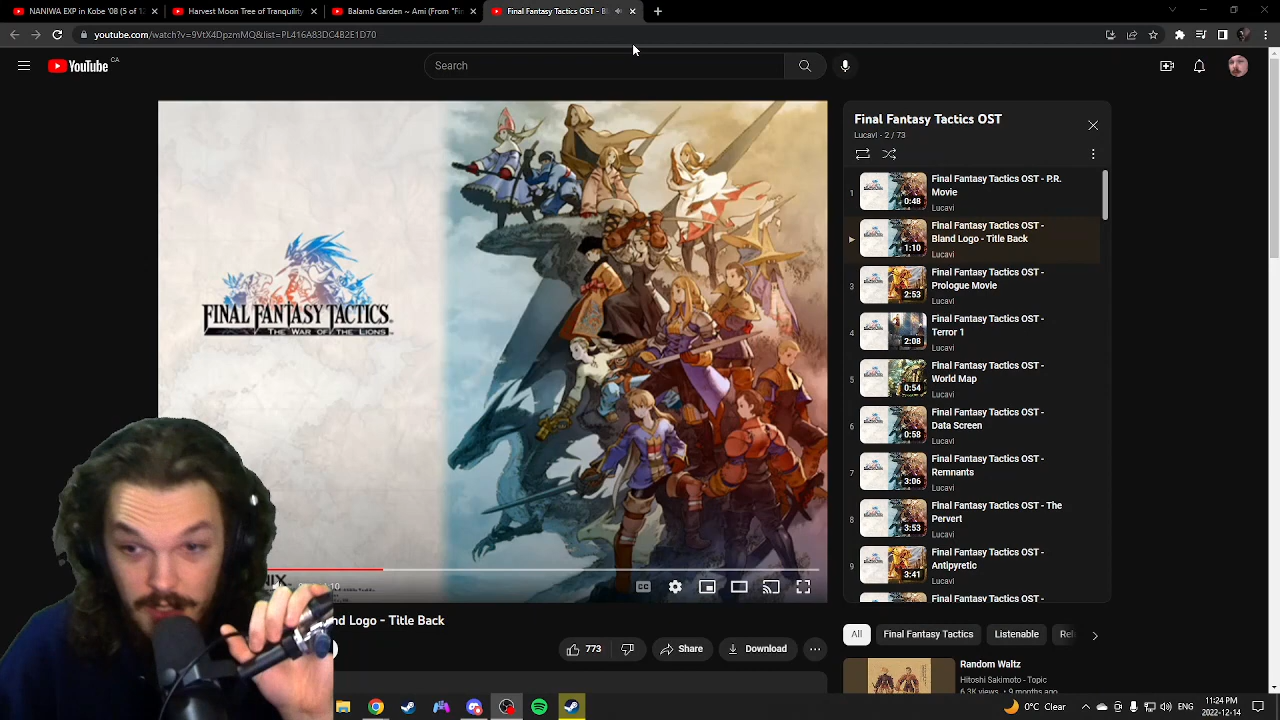 NANIWA EXP in Kobe '08 (5 of 12
Harvest Moon Tree of Tranquility
Balamb Garden ~ Ami (From "Fin
Final Fantasy Tactics OST - Bl
youtube.com/watch?v=9VtX4DpzmMQ&list=PL416A83DC4B2E1D70
YouTube CA
Search
Final Fantasy Tactics OST
Lucavi - 2 / 73
1
0:48
Final Fantasy Tactics OST - P.R.
Movie
Lucavi
1:10
Final Fantasy Tactics OST -
Bland Logo - Title Back
Lucavi
3
2:53
Final Fantasy Tactics OST -
Prologue Movie
Lucavi
4
2:08
Final Fantasy Tactics OST -
Terror 1
Lucavi
5
0:54
Final Fantasy Tactics OST -
World Map
Lucavi
6
0:58
Final Fantasy Tactics OST -
Data Screen
Lucavi
7
3:06
Final Fantasy Tactics OST -
Remnants
Lucavi
8
3:53
Final Fantasy Tactics OST - The
Pervert
Lucavi
9
3:41
Final Fantasy Tactics OST -
Antipyretic
Lucavi
Final Fantasy Tactics OST -
FINAL FANTASY TACTICS
THE WAR OF THE LIONS
CC
nd Logo - Title Back
773
Share
Download
All
Final Fantasy Tactics
Listenable
Rel
Random Waltz
Hitoshi Sakimoto - Topic
6.3K views • 9 months ago
0°C Clear
ENG
11:24 PM
2022-12-14